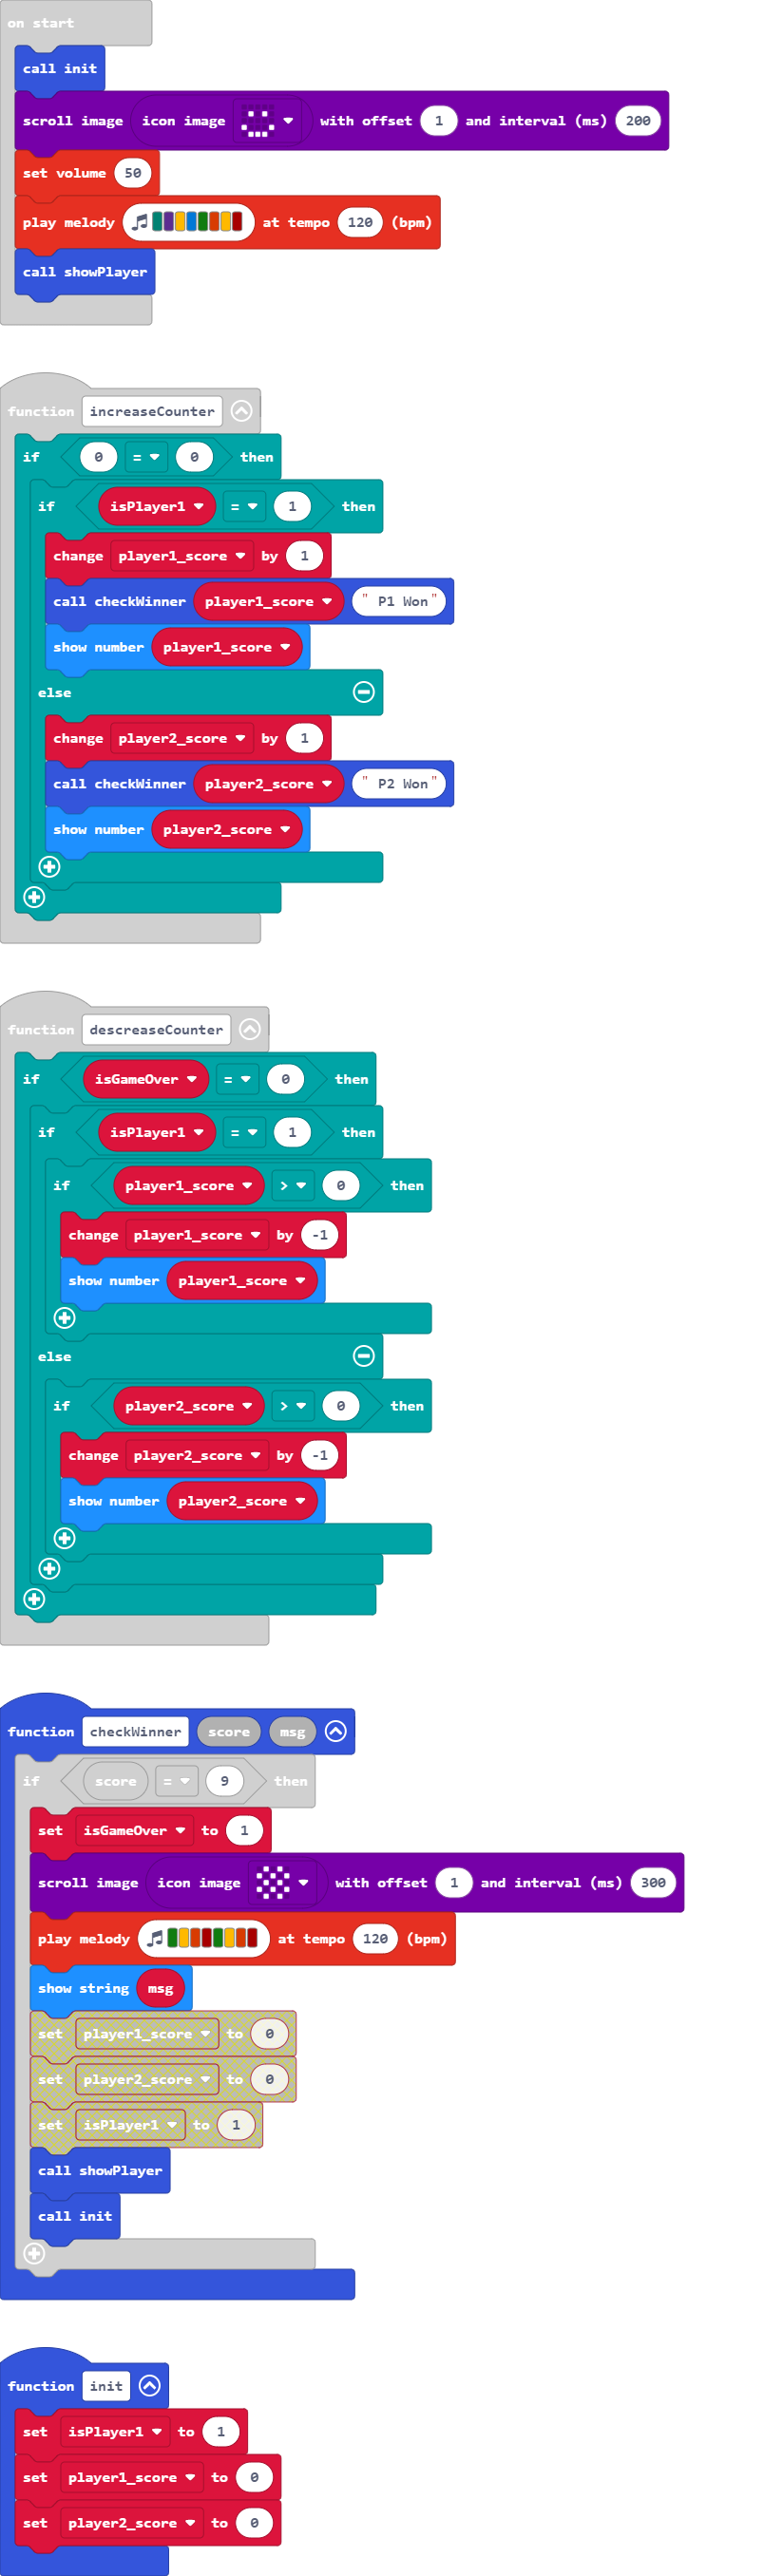 on start
call init
scroll image icon image with offset 1 and interval (ms) 200
set volume 50
play melody at tempo 120 (bpm)
call showPlayer
function increaseCounter
if 0 = 0 then
if isPlayer1 = 1 then
change player1_score by 1
call checkWinner player1_score " P1 Won "
show number player1_score
else
change player2_score by 1
call checkWinner player2_score " P2 Won "
show number player2_score
function descreaseCounter
if isGameOver = 0 then
if isPlayer1 = 1 then
if player1_score > 0 then
change player1_score by -1
show number player1_score
else
if player2_score > 0 then
change player2_score by -1
show number player2_score
function checkWinner score msg
if score = 9 then
set isGameOver to 1
scroll image icon image with offset 1 and interval (ms) 300
play melody at tempo 120 (bpm)
show string msg
set player1_score to 0
set player2_score to 0
set isPlayer1 to 1
call showPlayer
call init
function init
set isPlayer1 to 1
set player1_score to 0
set player2_score to 0